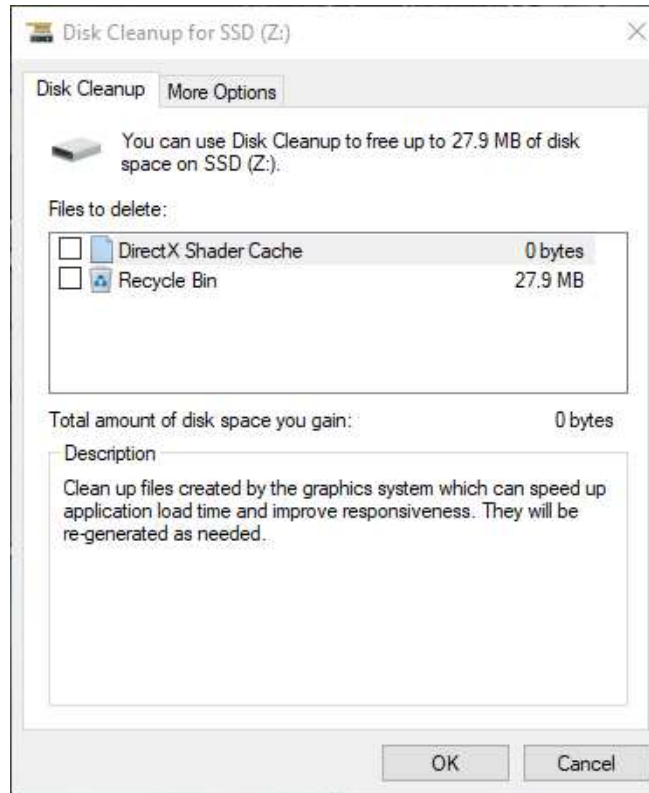 Disk Cleanup for SSD (Z:)
Disk Cleanup
More Options
You can use Disk Cleanup to free up to 27.9 MB of disk
space on SSD (Z:).
Files to delete:
DirectX Shader Cache 0 bytes
Recycle Bin 27.9 MB
Total amount of disk space you gain: 0 bytes
Description
Clean up files created by the graphics system which can speed up
application load time and improve responsiveness. They will be
re-generated as needed.
OK Cancel